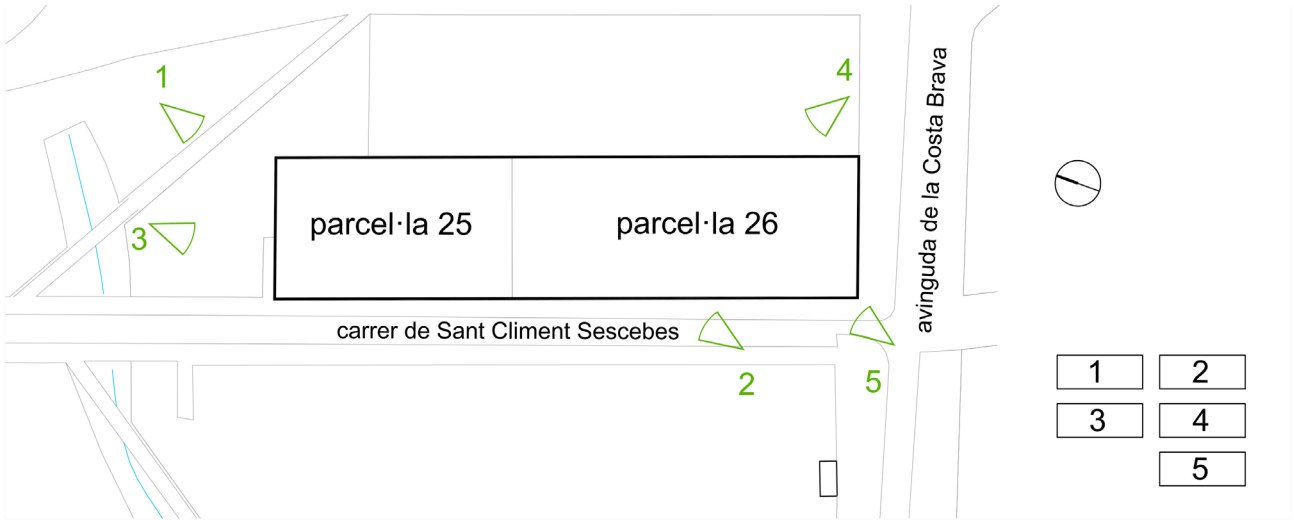 1
4
avinguda de la Costa Brava
parcel·la 25
parcel·la 26
3
carrer de Sant Climent Sescebes
2
5
1 2
3 4
5